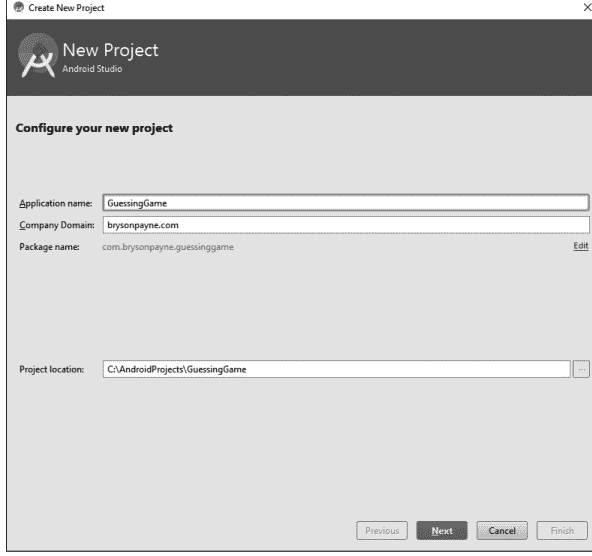 Create New Project
New Project
Android Studio
Configure your new project
Application name: GuessingGame
Company Domain: brysonpayne.com
Package name: com.brysonpayne.guessinggame Edit
Project location: C:\AndroidProjects\GuessingGame ...
Previous Next Cancel Finish